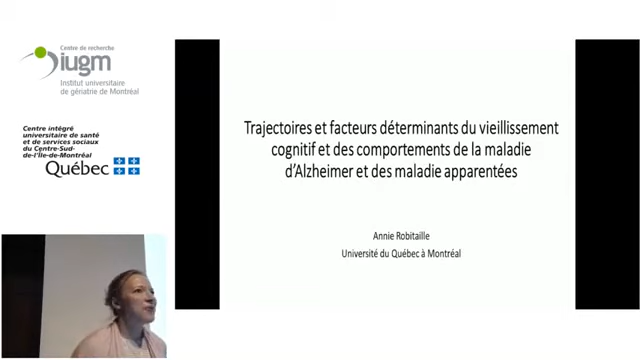 Centre de recherche
iugm
Institut universitaire
de gériatrie de Montréal
Centre intégré
universitaire de santé
et de services sociaux
du Centre-Sud-
de-l'Île-de-Montréal
Québec
Trajectoires et facteurs déterminants du vieillissement
cognitif et des comportements de la maladie
d'Alzheimer et des maladie apparentées
Annie Robitaille
Université du Québec à Montréal